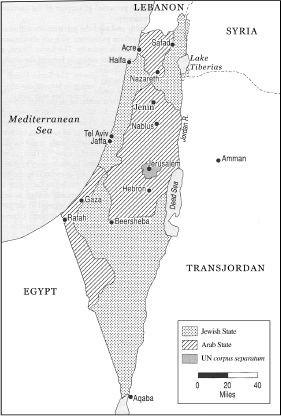 LEBANON
SYRIA
Safad
Acre
Haifa
Lake
Tiberias
Nazareth
Jenin
Mediterranean
Sea
Nablus
Jordan R.
Tel Aviv
Jaffa
Amman
Jerusalem
Hebron
Dead Sea
Gaza
Rafah
Beersheba
EGYPT
TRANSJORDAN
Jewish State
Arab State
UN corpus separatum
0 20 40
Miles
Aqaba